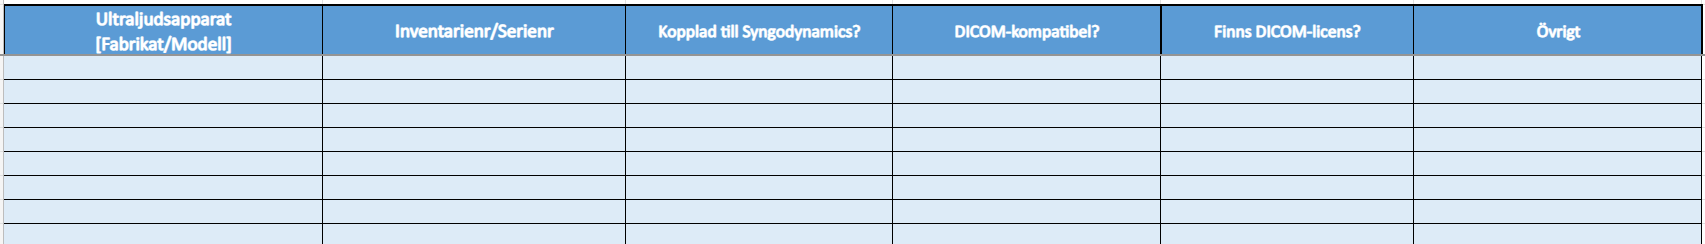 Ultraljudsapparat
[Fabrikat/Modell]
Inventarienr/Serienr
Kopplad till Syngodynamics?
DICOM-kompatibel?
Finns DICOM-licens?
Övrigt